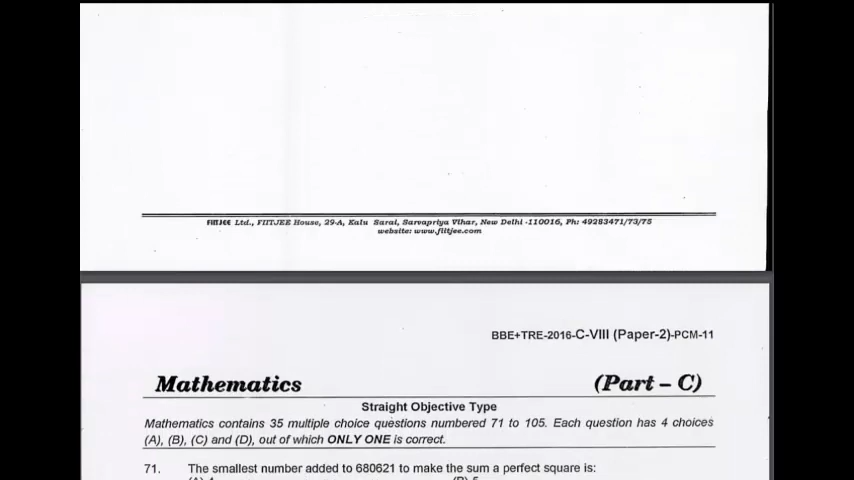 FIITJEE Ltd., FIITJEE House, 29-A, Kalu Sarai, Sarvapriya Vihar, New Delhi -110016, Ph: 49283471/73/75
website: www.fiitjee.com
BBE+TRE-2016-C-VIII (Paper-2)-PCM-11
Mathematics (Part – C)
Straight Objective Type
Mathematics contains 35 multiple choice questions numbered 71 to 105. Each question has 4 choices
(A), (B), (C) and (D), out of which ONLY ONE is correct.
71. The smallest number added to 680621 to make the sum a perfect square is:
(A) 4 (B) 5